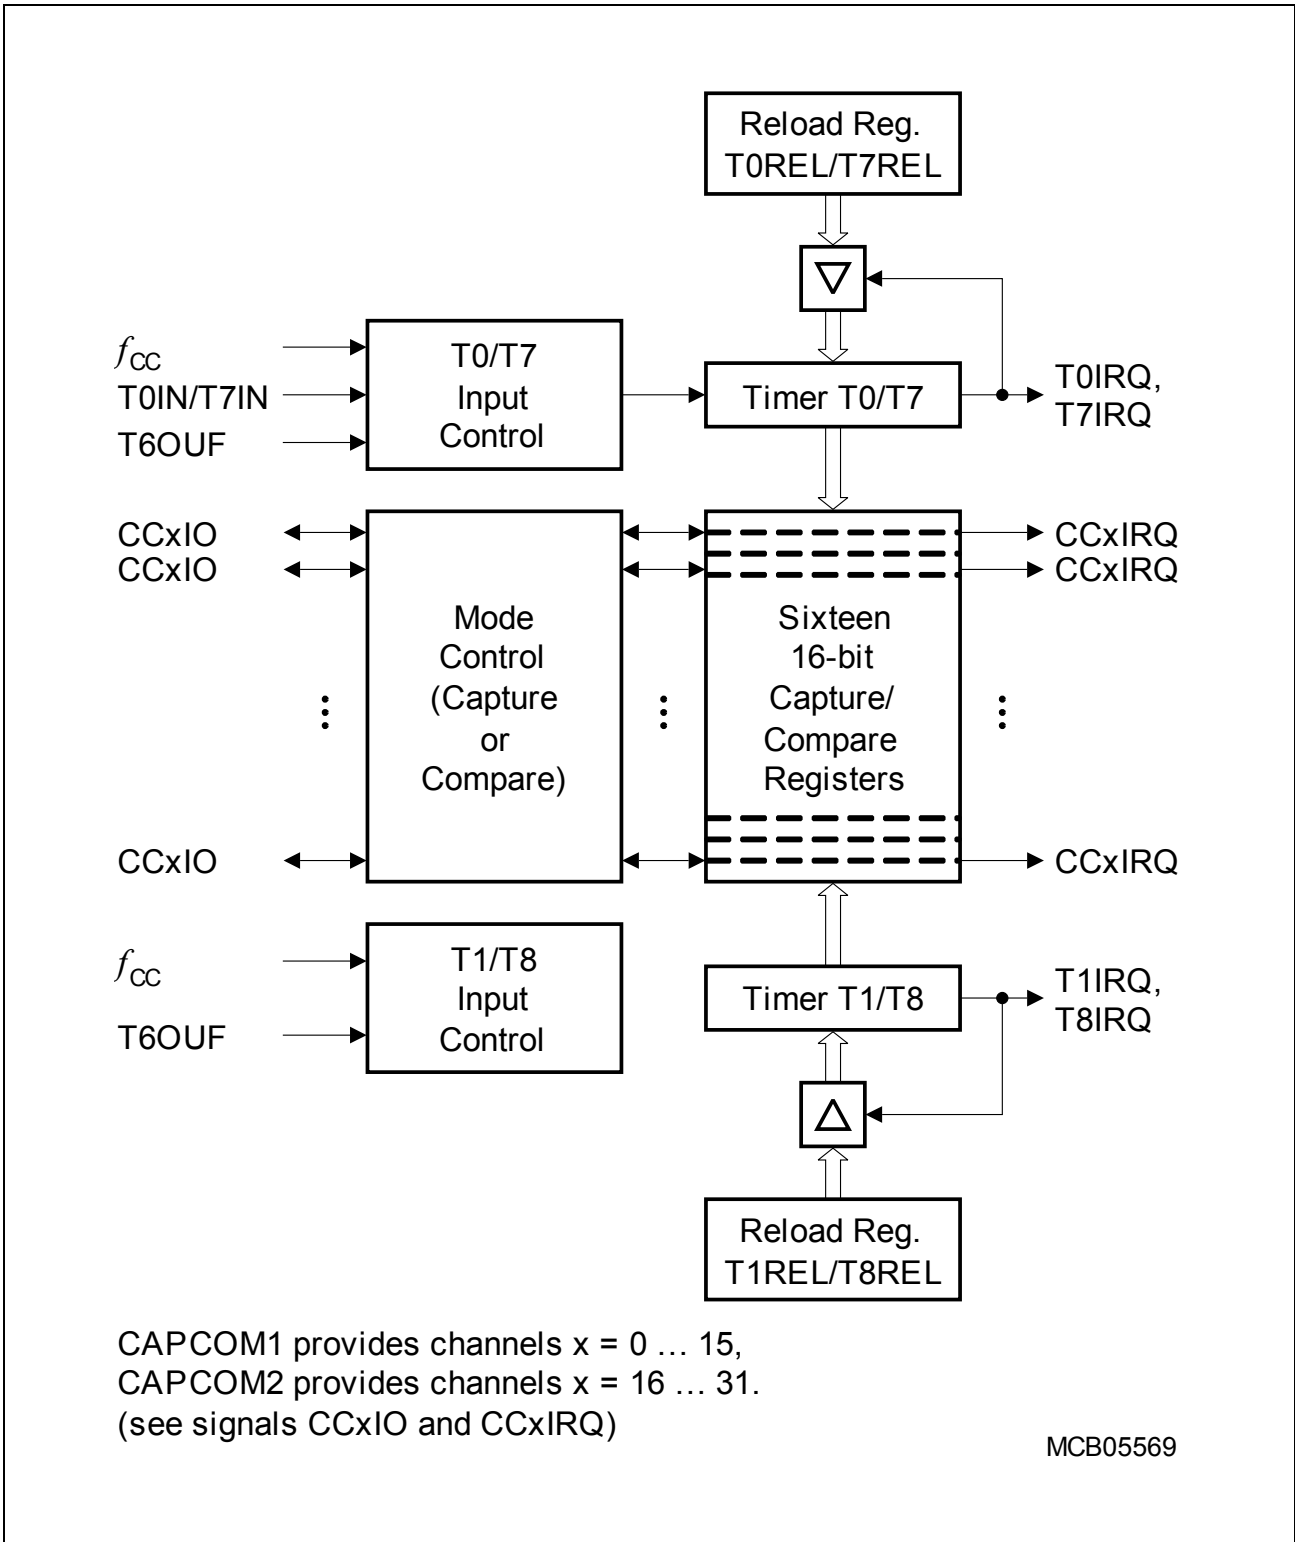 Reload Reg.
T0REL/T7REL
fCC
T0IN/T7IN
T6OUF
T0/T7
Input
Control
Timer T0/T7
T0IRQ,
T7IRQ
CCxIO
CCxIO
CCxIO
Mode
Control
(Capture
or
Compare)
Sixteen
16-bit
Capture/
Compare
Registers
CCxIRQ
CCxIRQ
CCxIRQ
fCC
T6OUF
T1/T8
Input
Control
Timer T1/T8
T1IRQ,
T8IRQ
Reload Reg.
T1REL/T8REL
CAPCOM1 provides channels x = 0 … 15,
CAPCOM2 provides channels x = 16 … 31.
(see signals CCxIO and CCxIRQ)
MCB05569